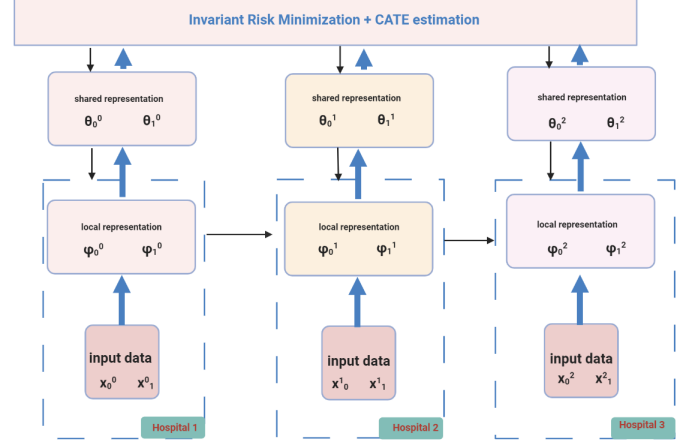 Invariant Risk Minimization + CATE estimation
shared representation
θ₀⁰ θ₁⁰
shared representation
θ₀¹ θ₁¹
shared representation
θ₀² θ₁²
local representation
φ₀⁰ φ₁⁰
local representation
φ₀¹ φ₁¹
local representation
φ₀² φ₁²
input data
x₀⁰ x⁰₁
input data
x¹₀ x¹₁
input data
x₀² x²₁
Hospital 1
Hospital 2
Hospital 3